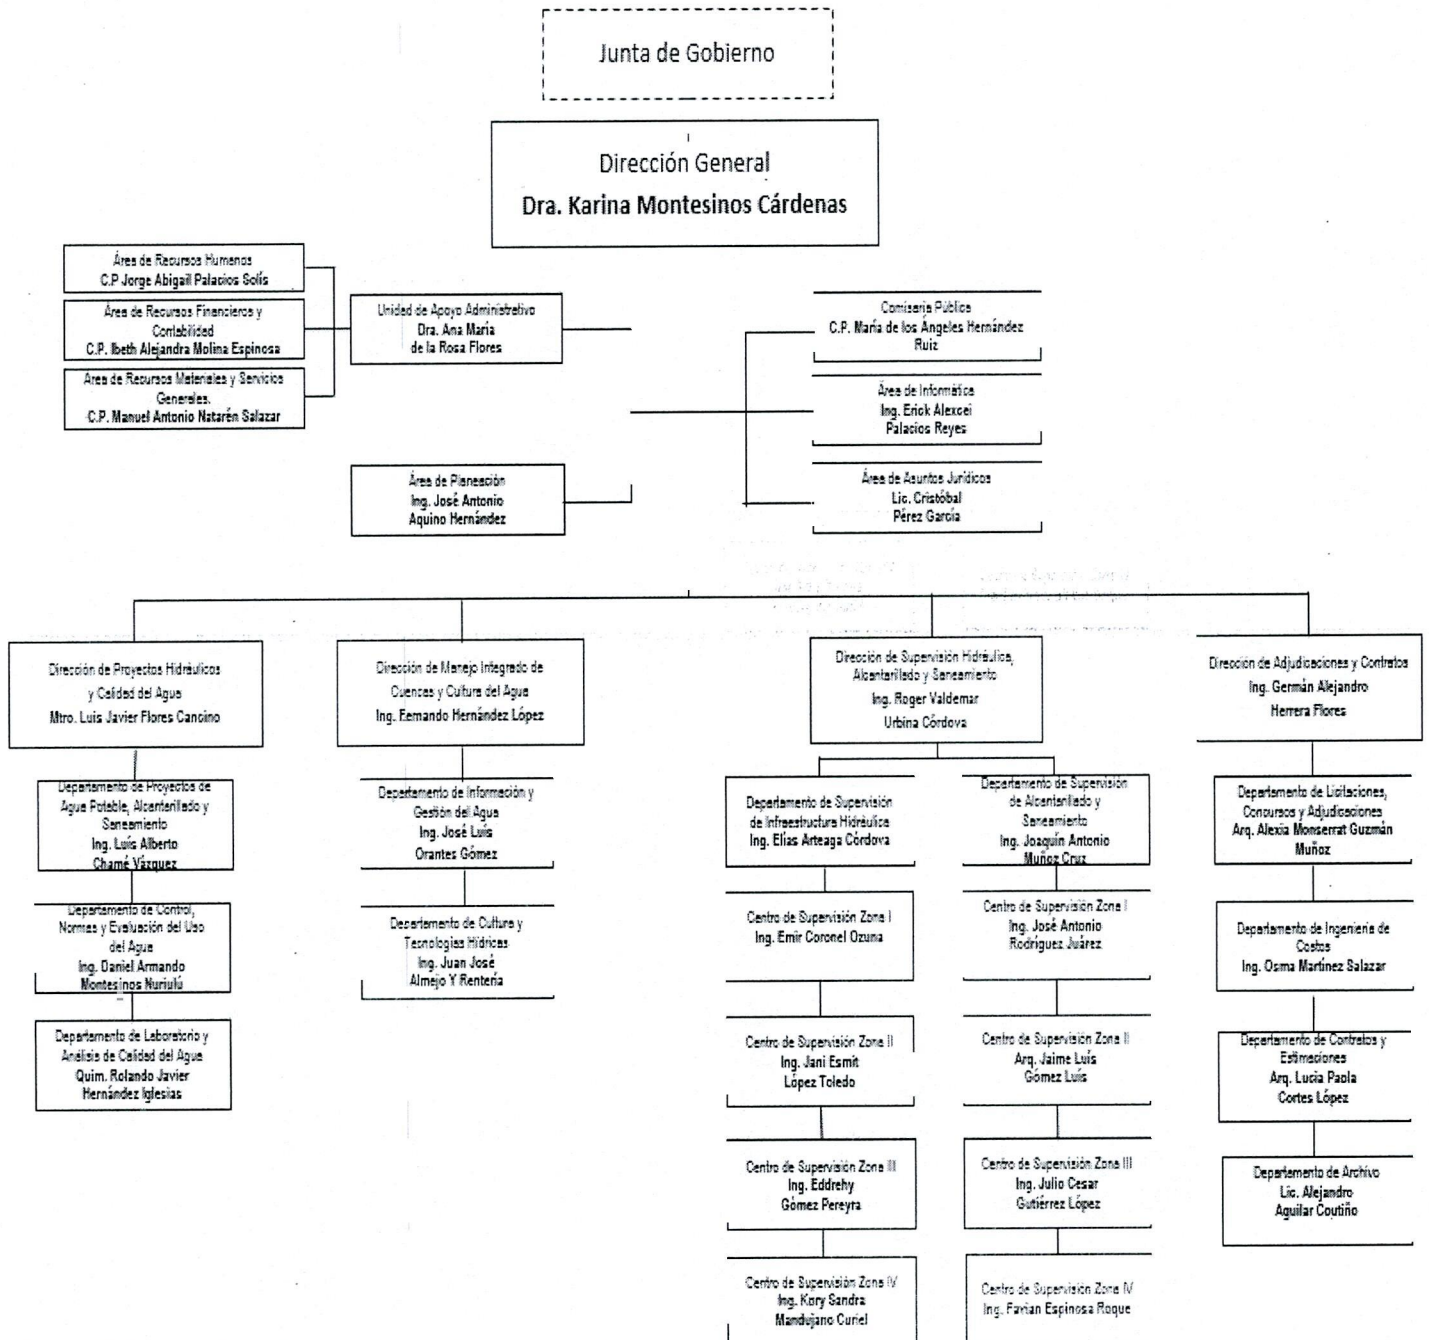 Junta de Gobierno
Dirección General
Dra. Karina Montesinos Cárdenas
Área de Recursos Humanos
C.P Jorge Abigail Palacios Solís
Área de Recursos Financieros y
Contabilidad
C.P. Ibeth Alejandra Molina Espinosa
Área de Recursos Materiales y Servicios
Generales.
C.P. Manuel Antonio Natarén Salazar
Unidad de Apoyo Administrativo
Dra. Ana María
de la Rosa Flores
Área de Planeación
Ing. José Antonio
Aquino Hernández
Comisaria Pública
C.P. María de los Ángeles Hernández
Ruiz
Área de Informática
Ing. Erick Alexcei
Palacios Reyes
Área de Asuntos Jurídicos
Lic. Cristóbal
Pérez García
Dirección de Proyectos Hidráulicos
y Calidad del Agua
Mtro. Luis Javier Flores Cancino
Departamento de Proyectos de
Agua Potable, Alcantarillado y
Saneamiento
Ing. Luis Alberto
Chamé Vázquez
Departamento de Control,
Normas y Evaluación del Uso
del Agua
Ing. Daniel Armando
Montesinos Nuriulú
Departamento de Laboratorio y
Análisis de Calidad del Agua
Quim. Rolando Javier
Hernández Iglesias
Dirección de Manejo Integrado de
Cuencas y Cultura del Agua
Ing. Fernando Hernández López
Departamento de Información y
Gestión del Agua
Ing. José Luís
Orantes Gómez
Departamento de Cultura y
Tecnologías Hídricas
Ing. Juan José
Almejo Y Rentería
Dirección de Supervisión Hidráulica,
Alcantarillado y Saneamiento
Ing. Roger Valdemar
Urbina Córdova
Departamento de Supervisión
de Infraestructura Hidráulica
Ing. Elías Arteaga Córdova
Centro de Supervisión Zona I
Ing. Emir Coronel Ozuna
Centro de Supervisión Zona II
Ing. Jani Esmit
López Toledo
Centro de Supervisión Zona III
Ing. Eddrehy
Gómez Pereyra
Centro de Supervisión Zona IV
Ing. Kory Sandra
Mandujano Curiel
Departamento de Supervisión
de Alcantarillado y
Saneamiento
Ing. Joaquín Antonio
Muñoz Cruz
Centro de Supervisión Zona I
Ing. José Antonio
Rodríguez Juárez
Centro de Supervisión Zona II
Arq. Jaime Luís
Gómez Luís
Centro de Supervisión Zona III
Ing. Julio Cesar
Gutiérrez López
Centro de Supervisión Zona IV
Ing. Favian Espinosa Roque
Dirección de Adjudicaciones y Contratos
Ing. Germán Alejandro
Herrera Flores
Departamento de Licitaciones,
Concursos y Adjudicaciones
Arq. Alexia Monserrat Guzmán
Muñoz
Departamento de Ingeniería de
Costos
Ing. Osma Martínez Salazar
Departamento de Contratos y
Estimaciones
Arq. Lucia Paola
Cortes López
Departamento de Archivo
Lic. Alejandro
Aguilar Coutiño